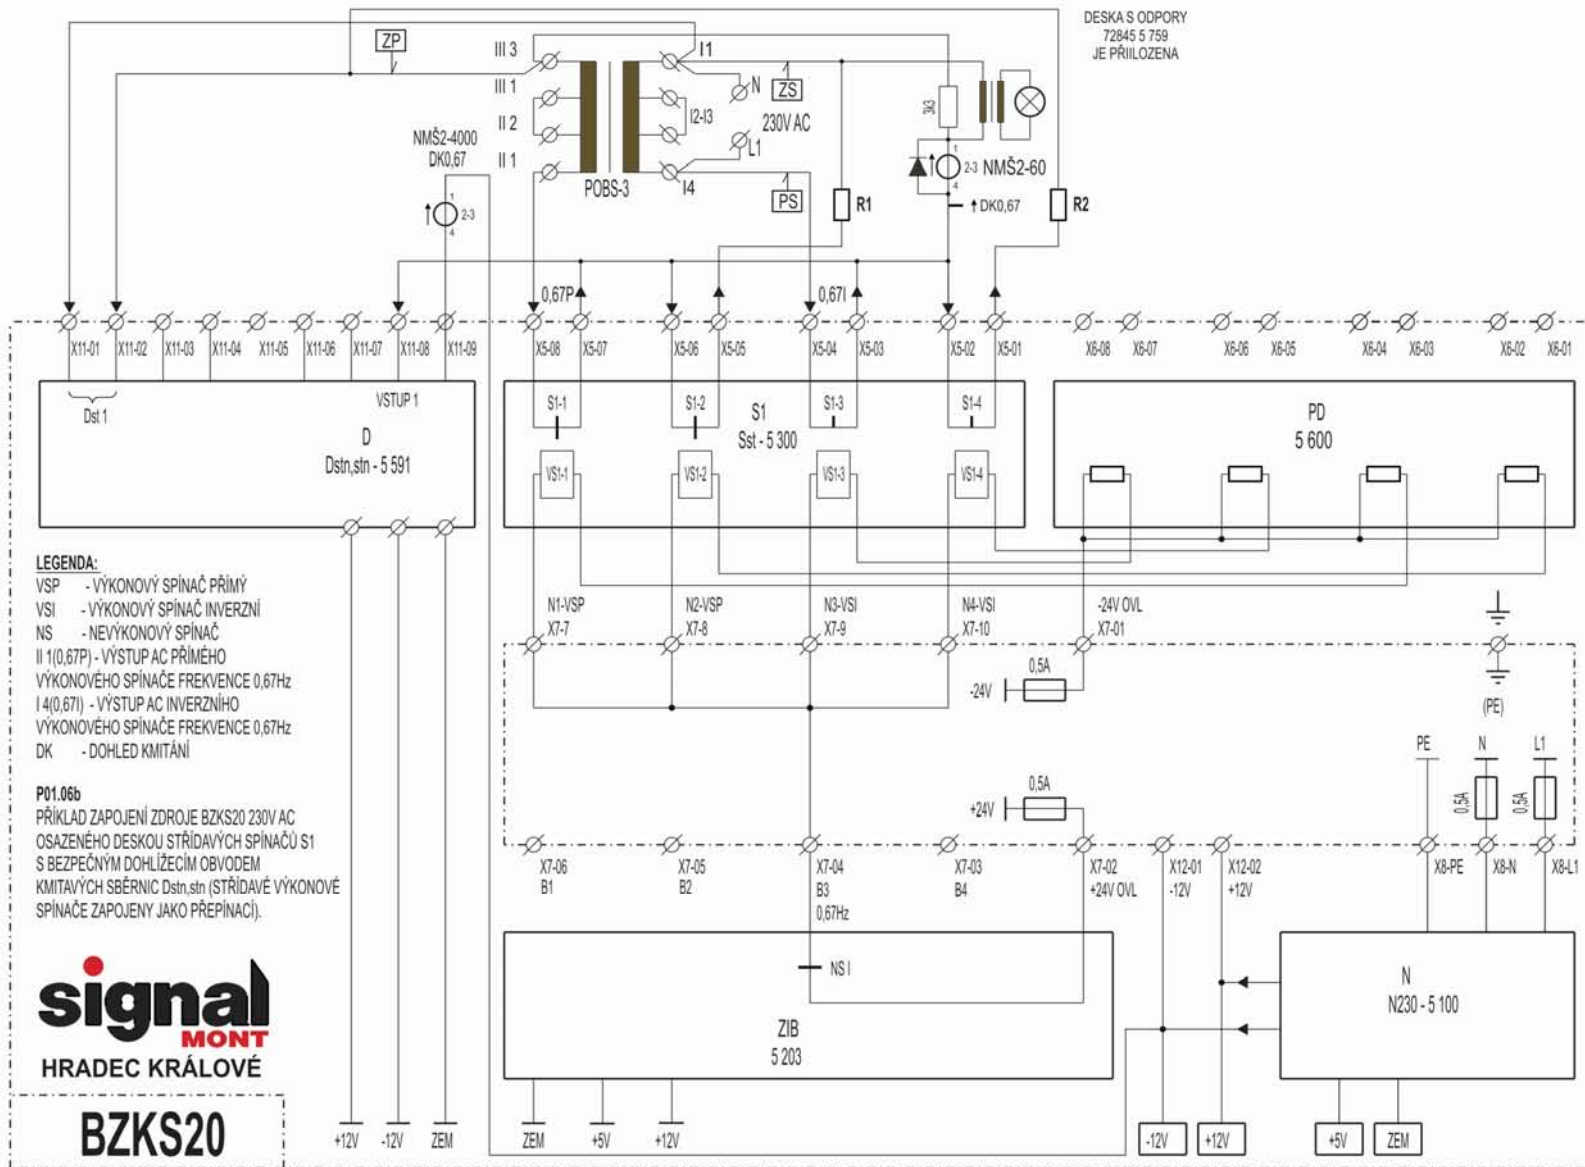 DESKA S ODPORY
72845 5 759
JE PŘIILOZENA
ZP
III 3
III 1
II 2
II 1
I1
I2-I3
I4
N
L1
230V AC
ZS
PS
POBS-3
NMŠ2-4000
DK0,67
1
2-3
4
3k3
1
2-3
4
NMŠ2-60
DK0,67
R1
R2
0,67P
0,67I
X11-01
X11-02
X11-03
X11-04
X11-05
X11-06
X11-07
X11-08
X11-09
X5-08
X5-07
X5-06
X5-05
X5-04
X5-03
X5-02
X5-01
X6-08
X6-07
X6-06
X6-05
X6-04
X6-03
X6-02
X6-01
Dst 1
VSTUP 1
D
Dstn,stn - 5 591
S1-1
S1-2
S1-3
S1-4
S1
Sst - 5 300
VS1-1
VS1-2
VS1-3
VS1-4
PD
5 600
LEGENDA:
VSP - VÝKONOVÝ SPÍNAČ PŘÍMÝ
VSI - VÝKONOVÝ SPÍNAČ INVERZNÍ
NS - NEVÝKONOVÝ SPÍNAČ
II 1(0,67P) - VÝSTUP AC PŘÍMÉHO
VÝKONOVÉHO SPÍNAČE FREKVENCE 0,67Hz
I 4(0,67I) - VÝSTUP AC INVERZNÍHO
VÝKONOVÉHO SPÍNAČE FREKVENCE 0,67Hz
DK - DOHLED KMITÁNÍ
P01.06b
PŘÍKLAD ZAPOJENÍ ZDROJE BZKS20 230V AC
OSAZENÉHO DESKOU STŘÍDAVÝCH SPÍNAČŮ S1
S BEZPEČNÝM DOHLÍŽECÍM OBVODEM
KMITAVÝCH SBĚRNIC Dstn,stn (STŘÍDAVÉ VÝKONOVÉ
SPÍNAČE ZAPOJENY JAKO PŘEPÍNACÍ).
N1-VSP
X7-7
N2-VSP
X7-8
N3-VSI
X7-9
N4-VSI
X7-10
-24V OVL
X7-01
-24V
0,5A
(PE)
+24V
0,5A
PE
N
L1
0,5A
0,5A
X7-06
B1
X7-05
B2
X7-04
B3
0,67Hz
X7-03
B4
X7-02
+24V OVL
X12-01
-12V
X12-02
+12V
X8-PE
X8-N
X8-L1
NS I
ZIB
5 203
N
N230 - 5 100
signal
MONT
HRADEC KRÁLOVÉ
BZKS20
+12V
-12V
ZEM
ZEM
+5V
+12V
-12V
+12V
+5V
ZEM